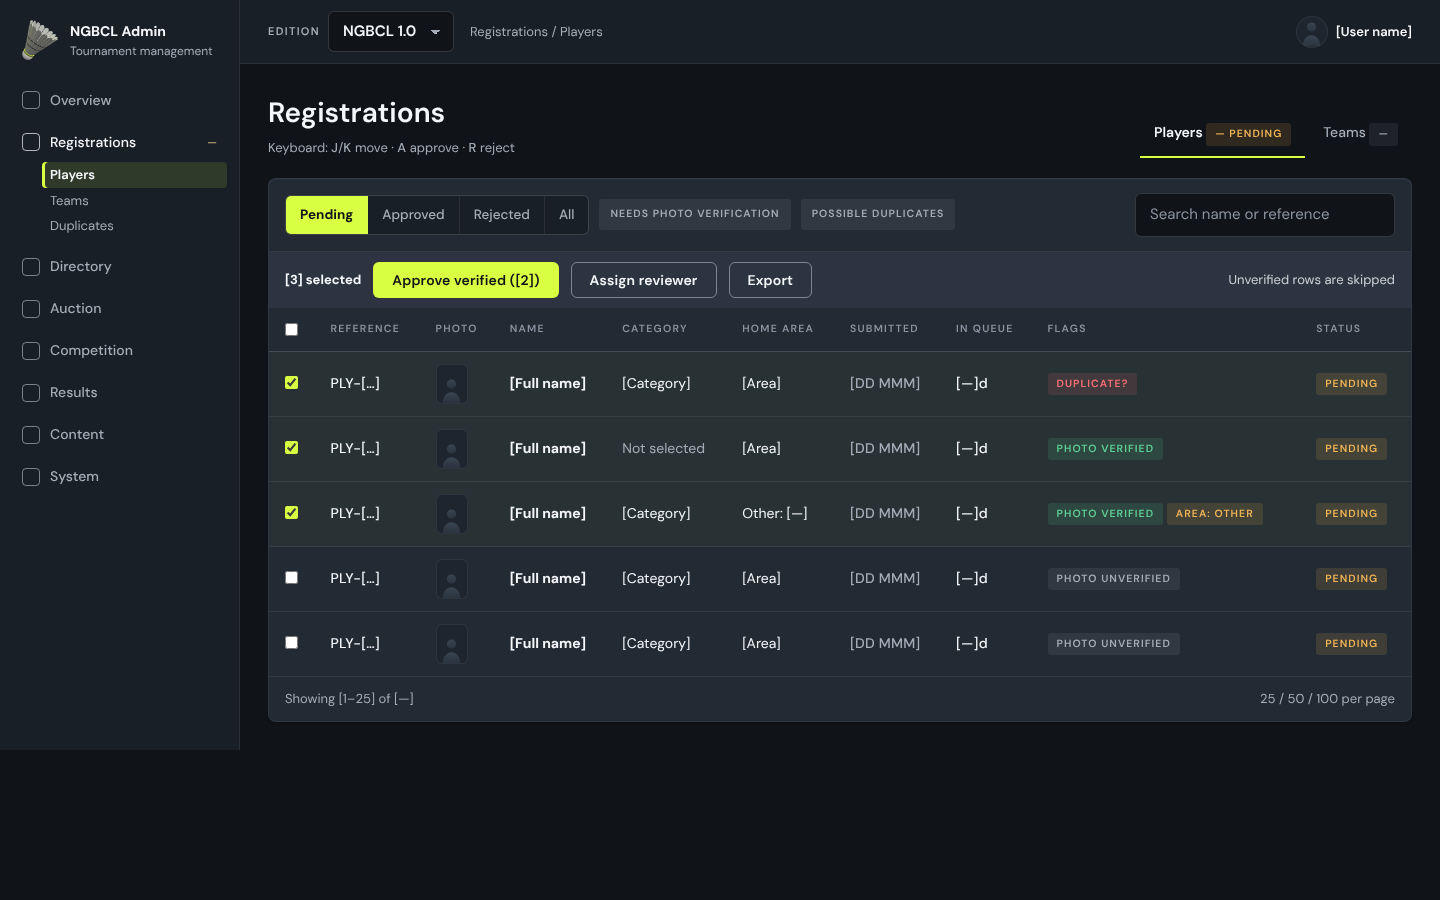 NGBCL Admin
Tournament management
EDITION NGBCL 1.0 Registrations / Players [User name]
Overview
Registrations –
Players
Teams
Duplicates
Directory
Auction
Competition
Results
Content
System
Registrations
Keyboard: J/K move · A approve · R reject
Players — PENDING Teams —
Pending Approved Rejected All NEEDS PHOTO VERIFICATION POSSIBLE DUPLICATES Search name or reference
[3] selected Approve verified ([2]) Assign reviewer Export Unverified rows are skipped
REFERENCE PHOTO NAME CATEGORY HOME AREA SUBMITTED IN QUEUE FLAGS STATUS
PLY-[…] [Full name] [Category] [Area] [DD MMM] [—]d DUPLICATE? PENDING
PLY-[…] [Full name] Not selected [Area] [DD MMM] [—]d PHOTO VERIFIED PENDING
PLY-[…] [Full name] [Category] Other: [—] [DD MMM] [—]d PHOTO VERIFIED AREA: OTHER PENDING
PLY-[…] [Full name] [Category] [Area] [DD MMM] [—]d PHOTO UNVERIFIED PENDING
PLY-[…] [Full name] [Category] [Area] [DD MMM] [—]d PHOTO UNVERIFIED PENDING
Showing [1–25] of [—] 25 / 50 / 100 per page